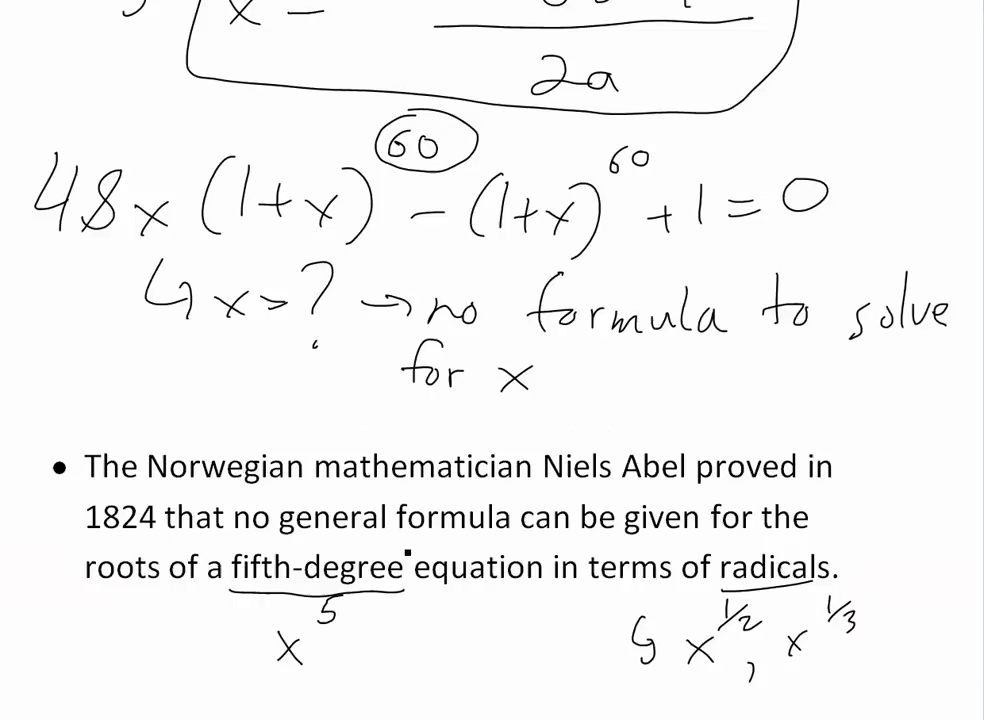 x =
2a
48x(1+x)^60 - (1+x)^60 + 1 = 0
↳ x = ? → no formula to solve
for x
• The Norwegian mathematician Niels Abel proved in
1824 that no general formula can be given for the
roots of a fifth-degree equation in terms of radicals.
x^5 ↳ x^1/2, x^1/3